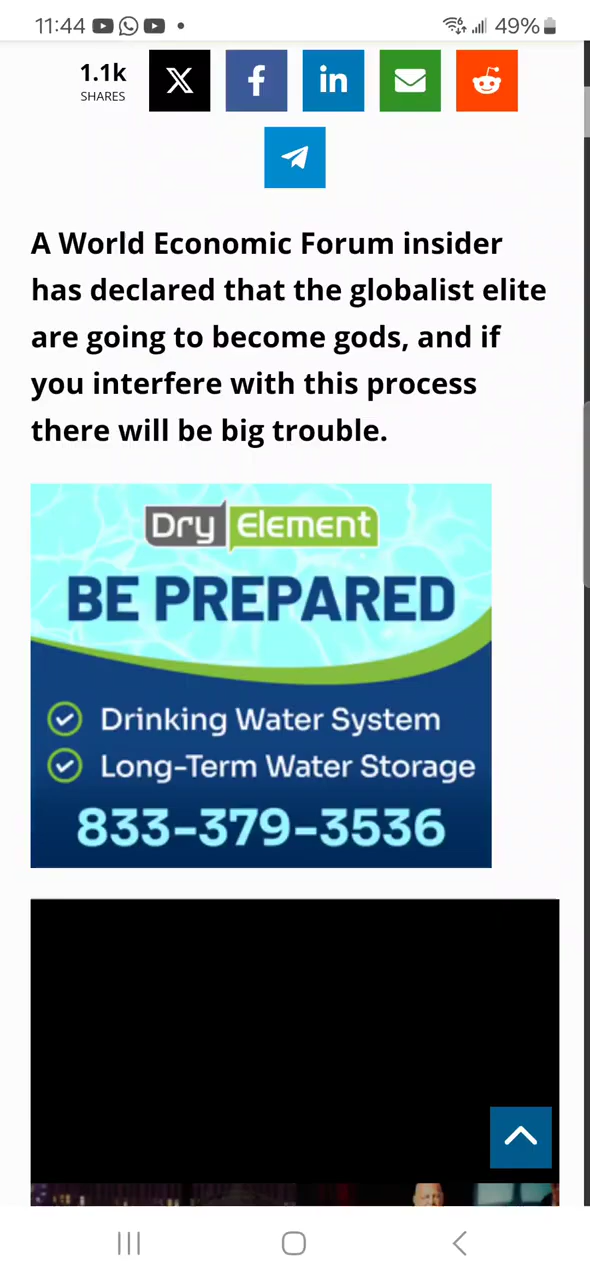 11:44
49%
1.1k
SHARES
A World Economic Forum insider
has declared that the globalist elite
are going to become gods, and if
you interfere with this process
there will be big trouble.
Dry Element
BE PREPARED
Drinking Water System
Long-Term Water Storage
833-379-3536